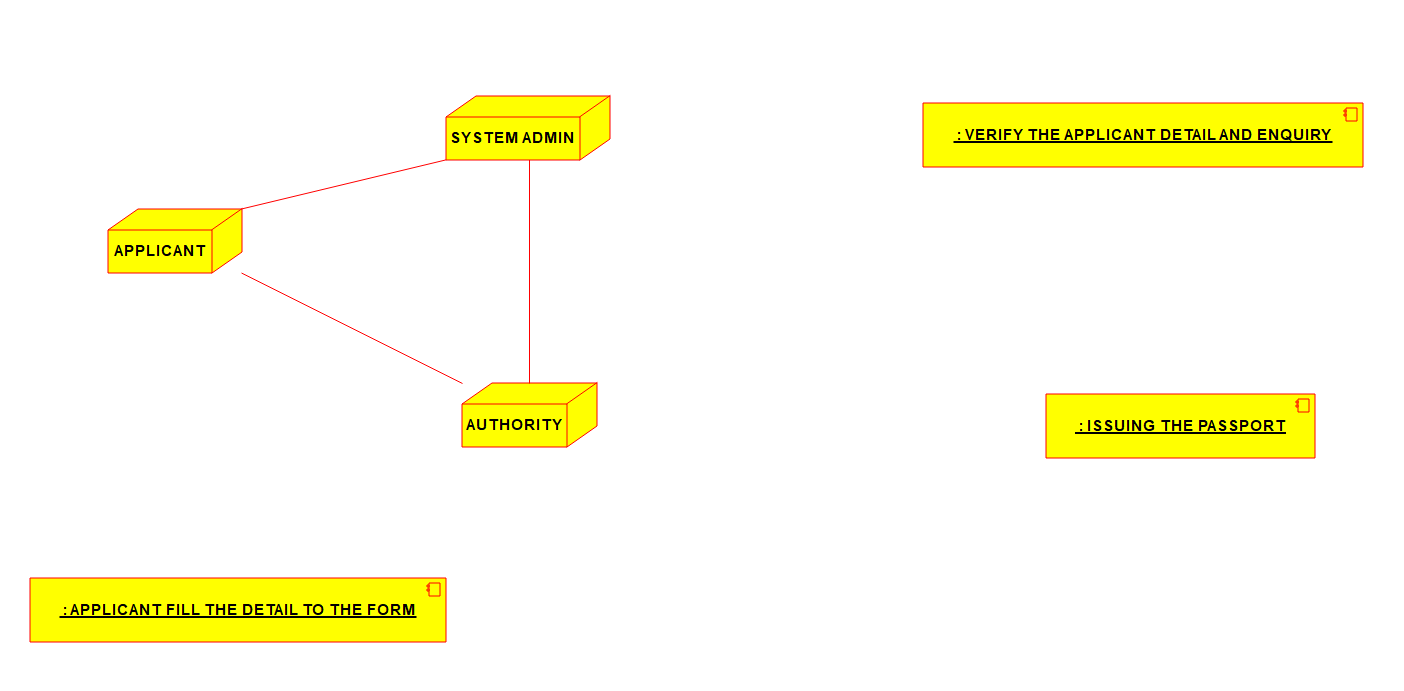 SYSTEM ADMIN
: VERIFY THE APPLICANT DETAIL AND ENQUIRY
APPLICANT
AUTHORITY
: ISSUING THE PASSPORT
: APPLICANT FILL THE DETAIL TO THE FORM